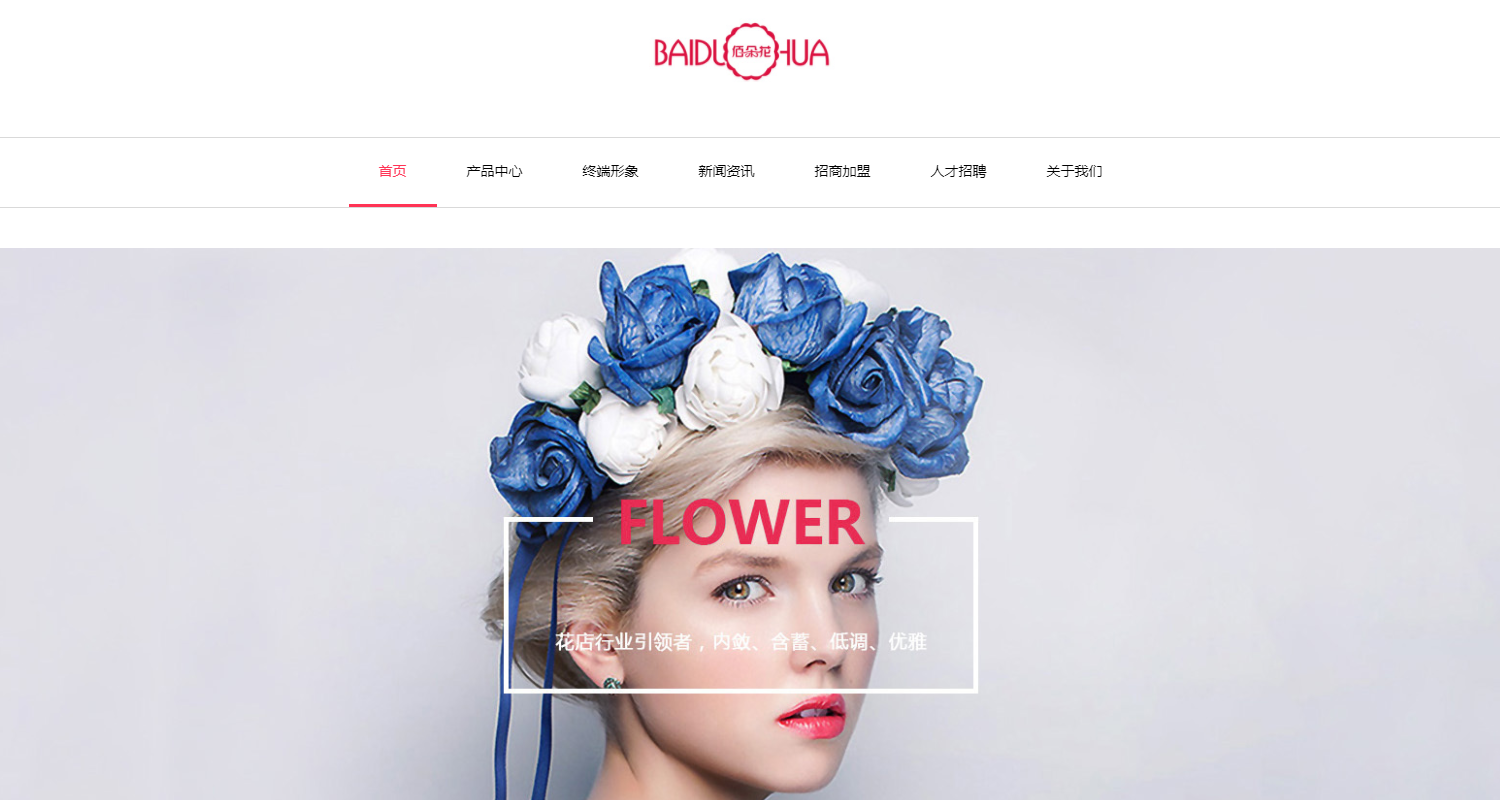 BAIDUOHUA
佰朵花
首页 产品中心 终端形象 新闻资讯 招商加盟 人才招聘 关于我们
FLOWER
花店行业引领者，内敛、含蓄、低调、优雅